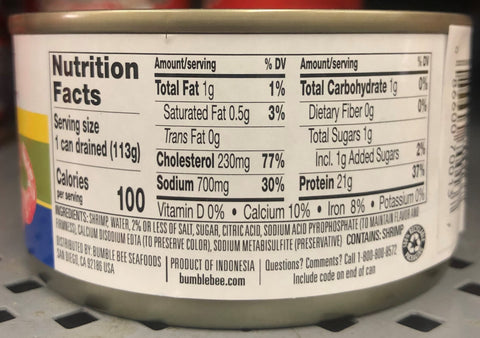 Nutrition
Facts
Serving size
1 can drained (113g)
Calories
per serving
100
Amount/serving % DV
Total Fat 1g 1%
Saturated Fat 0.5g 3%
Trans Fat 0g
Cholesterol 230mg 77%
Sodium 700mg 30%
Amount/serving % DV
Total Carbohydrate 1g 0%
Dietary Fiber 0g 0%
Total Sugars 1g
Incl. 1g Added Sugars 2%
Protein 21g 37%
Vitamin D 0% • Calcium 10% • Iron 8% • Potassium 0%
INGREDIENTS: SHRIMP, WATER, 2% OR LESS OF SALT, SUGAR, CITRIC ACID, SODIUM ACID PYROPHOSPHATE (TO MAINTAIN FLAVOR AND
FIRMNESS), CALCIUM DISODIUM EDTA (TO PRESERVE COLOR), SODIUM METABISULFITE (PRESERVATIVE) CONTAINS: SHRIMP
DISTRIBUTED BY: BUMBLE BEE SEAFOODS
SAN DIEGO, CA 92186 USA
PRODUCT OF INDONESIA
bumblebee.com
Questions? Comments? Call 1-800-800-8572
Include code on end of can